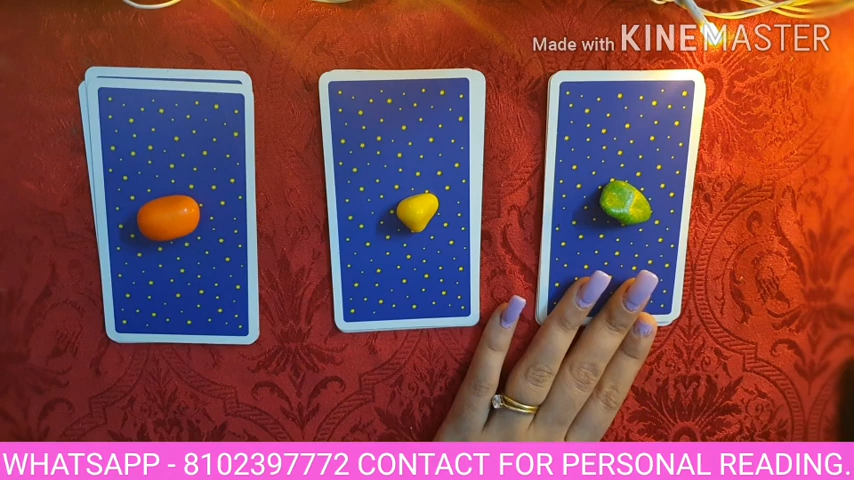 Made with KINEMASTER
WHATSAPP - 8102397772 CONTACT FOR PERSONAL READING.